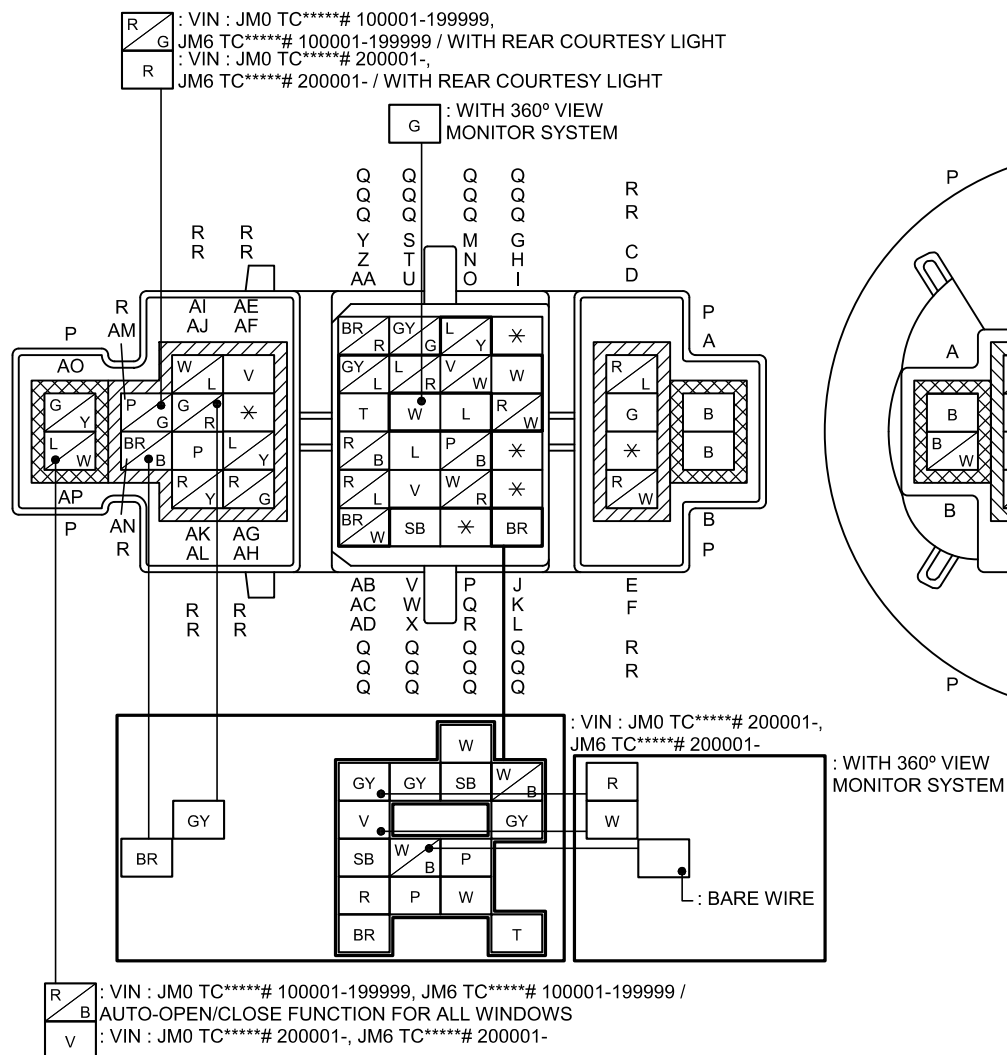 R/G : VIN : JM0 TC*****# 100001-199999,
JM6 TC*****# 100001-199999 / WITH REAR COURTESY LIGHT
R : VIN : JM0 TC*****# 200001-,
JM6 TC*****# 200001- / WITH REAR COURTESY LIGHT
G : WITH 360º VIEW
MONITOR SYSTEM
Q Q Q Q
Q Q Q Q R P
Q Q Q Q R
R R Y S M G
R R Z T N H C
AA U O I D
R AI AE P
P AM AJ AF A
AO A
BR/R GY/G L/Y *
W/L V GY/L L/R V/W W R/L
G/Y P/G G/R * T W L R/W G B B
L/W BR/B P L/Y R/B L P/B * * B B/W
R/Y R/G R/L V W/R * R/W
BR/W SB * BR
AP AN AK AG B B
P R AL AH P
R R AB V P J E
R R AC W Q K F
AD X R L
Q Q Q Q R
Q Q Q Q R
Q Q Q Q P
: VIN : JM0 TC*****# 200001-,
JM6 TC*****# 200001-
W
: WITH 360º VIEW
MONITOR SYSTEM
GY GY SB W/B R
GY V GY W
BR SB W/B P
R P W : BARE WIRE
BR T
R/B : VIN : JM0 TC*****# 100001-199999, JM6 TC*****# 100001-199999 /
AUTO-OPEN/CLOSE FUNCTION FOR ALL WINDOWS
V : VIN : JM0 TC*****# 200001-, JM6 TC*****# 200001-